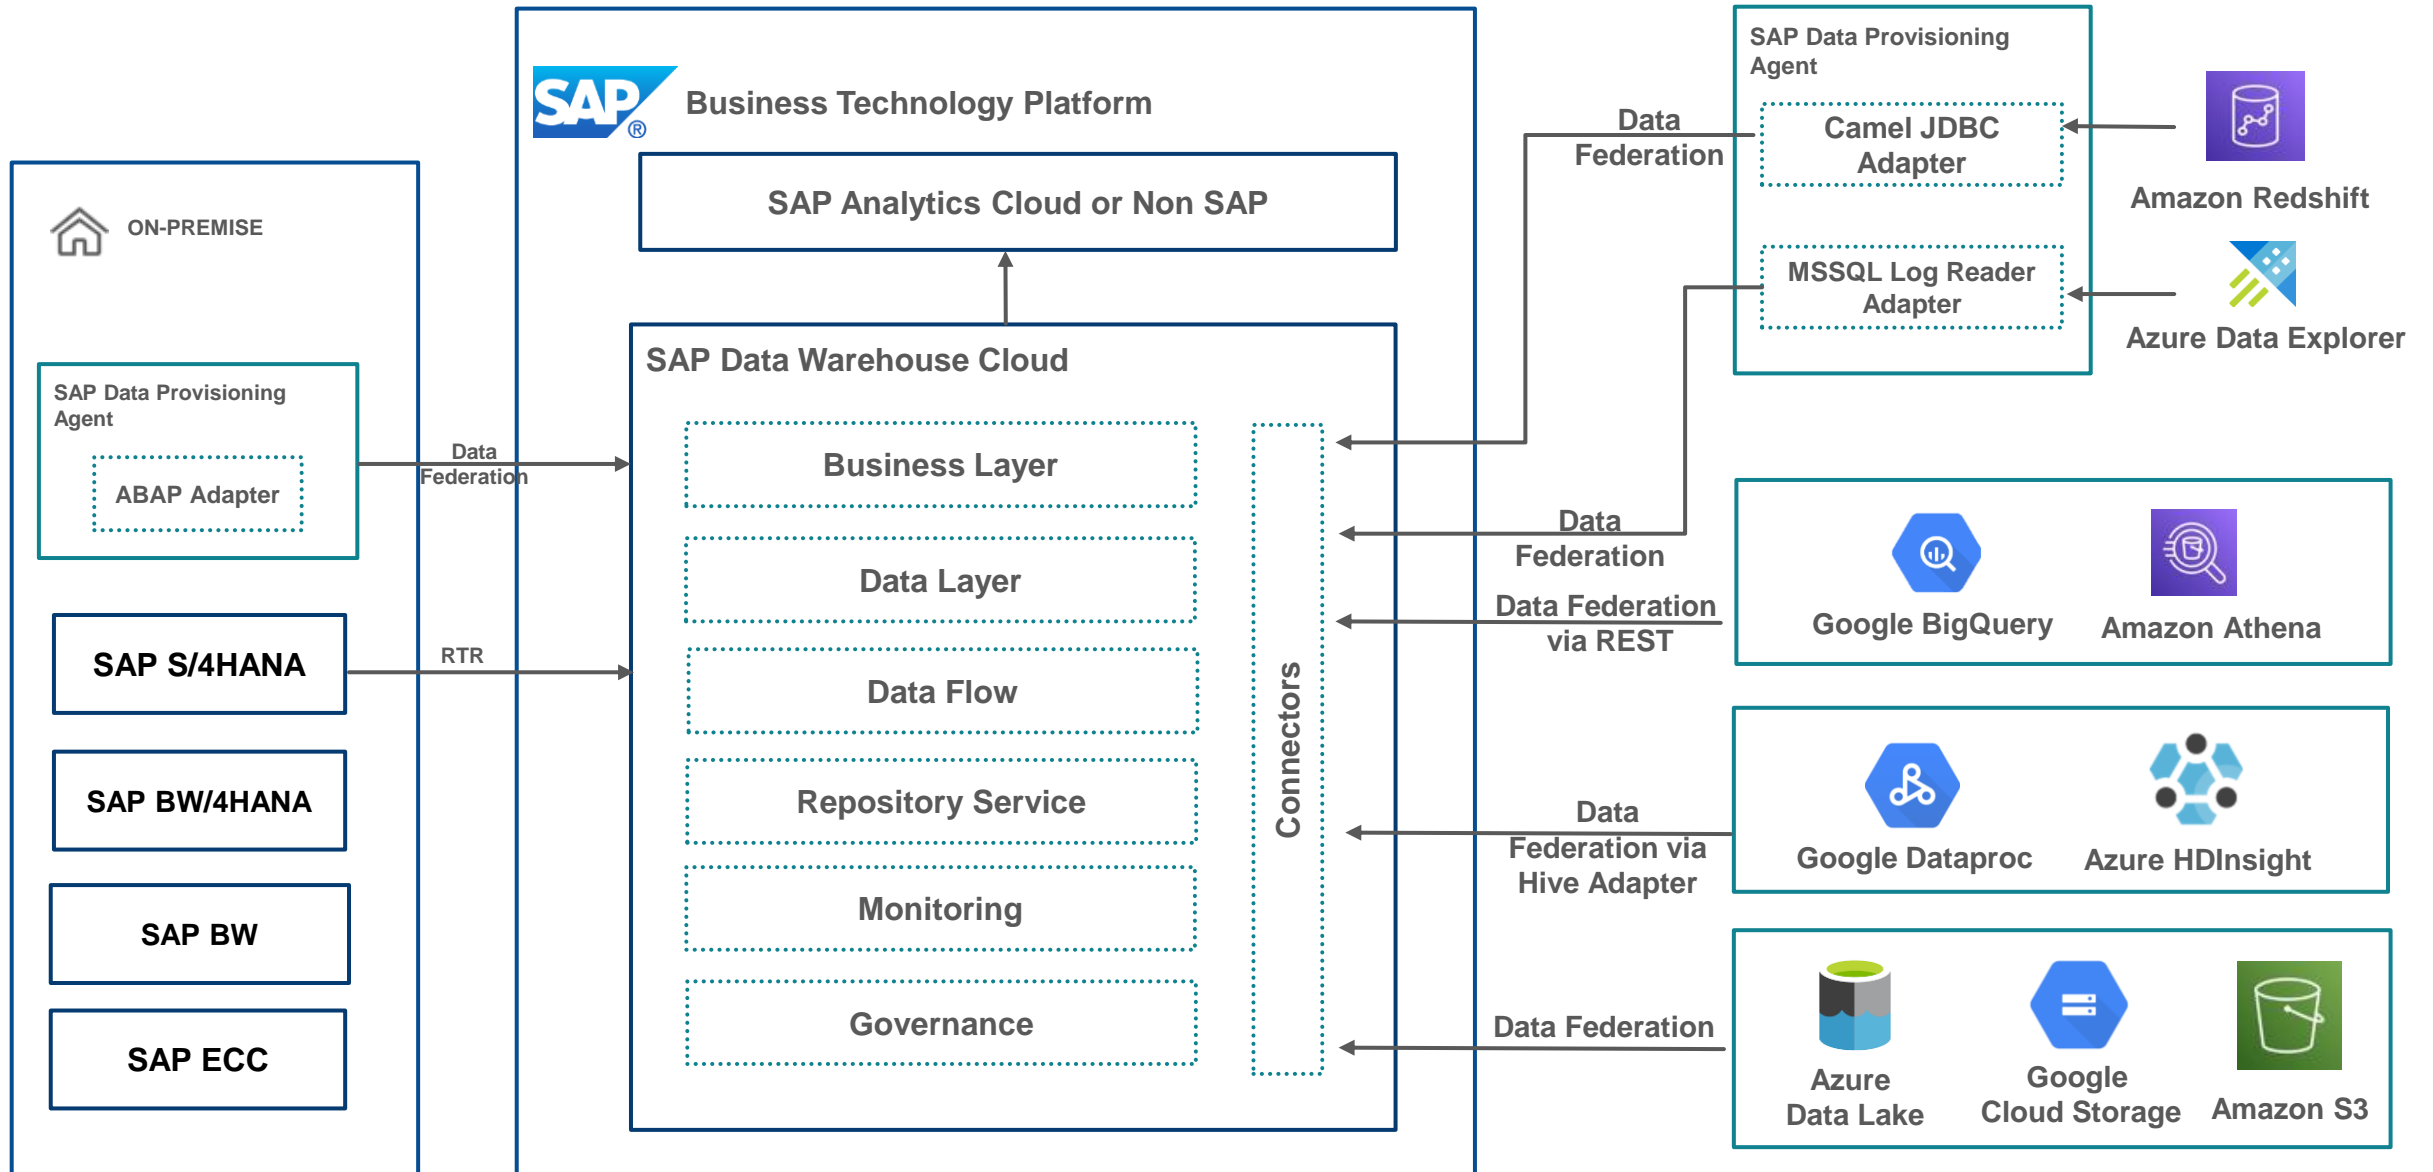 ON-PREMISE
SAP Data Provisioning
Agent
ABAP Adapter
SAP S/4HANA
SAP BW/4HANA
SAP BW
SAP ECC
Data
Federation
RTR
SAP
®
Business Technology Platform
SAP Analytics Cloud or Non SAP
SAP Data Warehouse Cloud
Business Layer
Data Layer
Data Flow
Repository Service
Monitoring
Governance
Connectors
Data
Federation
Data
Federation
Data Federation
via REST
Data
Federation via
Hive Adapter
Data Federation
SAP Data Provisioning
Agent
Camel JDBC
Adapter
MSSQL Log Reader
Adapter
Amazon Redshift
Azure Data Explorer
Google BigQuery
Amazon Athena
Google Dataproc
Azure HDInsight
Azure
Data Lake
Google
Cloud Storage
Amazon S3